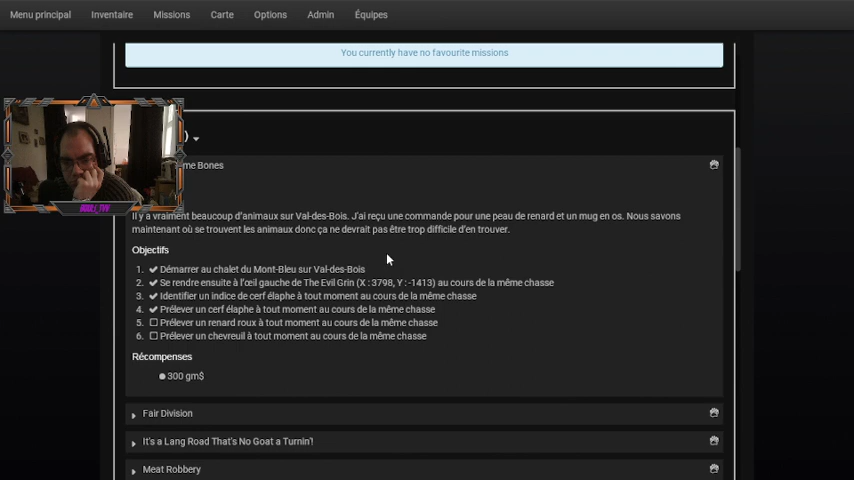 Menu principal Inventaire Missions Carte Options Admin Équipes
You currently have no favourite missions
)
me Bones
Il y a vraiment beaucoup d'animaux sur Val-des-Bois. J'ai reçu une commande pour une peau de renard et un mug en os. Nous savons
maintenant où se trouvent les animaux donc ça ne devrait pas être trop difficile d'en trouver.
Objectifs
1. ✔ Démarrer au chalet du Mont-Bleu sur Val-des-Bois
2. ✔ Se rendre ensuite à l'œil gauche de The Evil Grin (X : 3798, Y : -1413) au cours de la même chasse
3. ✔ Identifier un indice de cerf élaphe à tout moment au cours de la même chasse
4. ✔ Prélever un cerf élaphe à tout moment au cours de la même chasse
5. ☐ Prélever un renard roux à tout moment au cours de la même chasse
6. ☐ Prélever un chevreuil à tout moment au cours de la même chasse
Récompenses
300 gm$
Fair Division
It's a Lang Road That's No Goat a Turnin'!
Meat Robbery